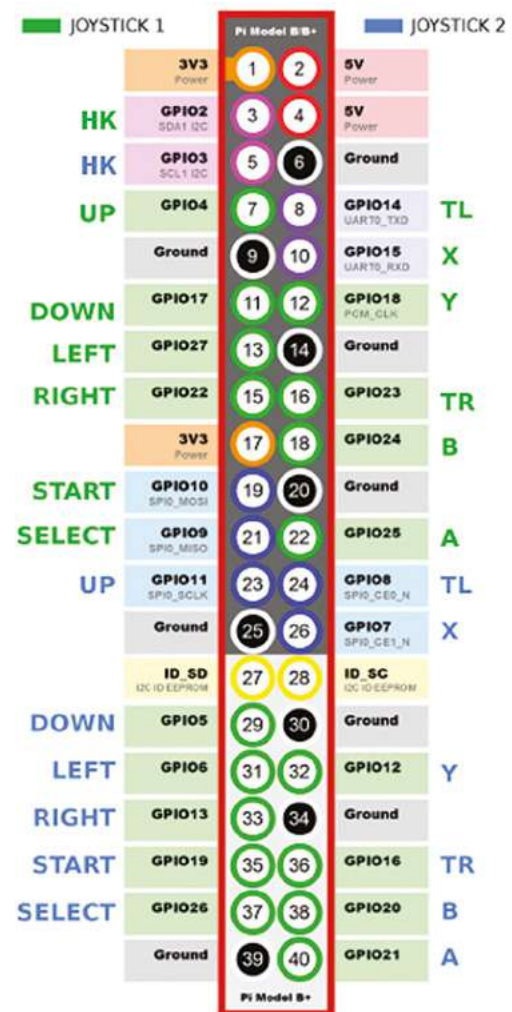 JOYSTICK 1
JOYSTICK 2
Pi Model B/B+
3V3 Power 1 2 5V Power
HK GPIO2 SDA1 I2C 3 4 5V Power
HK GPIO3 SCL1 I2C 5 6 Ground
UP GPIO4 7 8 GPIO14 UART0_TXD TL
Ground 9 10 GPIO15 UART0_RXD X
DOWN GPIO17 11 12 GPIO18 PCM_CLK Y
LEFT GPIO27 13 14 Ground
RIGHT GPIO22 15 16 GPIO23 TR
3V3 Power 17 18 GPIO24 B
START GPIO10 SPI0_MOSI 19 20 Ground
SELECT GPIO9 SPI0_MISO 21 22 GPIO25 A
UP GPIO11 SPI0_SCLK 23 24 GPIO8 SPI0_CE0_N TL
Ground 25 26 GPIO7 SPI0_CE1_N X
ID_SD I2C ID EEPROM 27 28 ID_SC I2C ID EEPROM
DOWN GPIO5 29 30 Ground
LEFT GPIO6 31 32 GPIO12 Y
RIGHT GPIO13 33 34 Ground
START GPIO19 35 36 GPIO16 TR
SELECT GPIO26 37 38 GPIO20 B
Ground 39 40 GPIO21 A
Pi Model B+